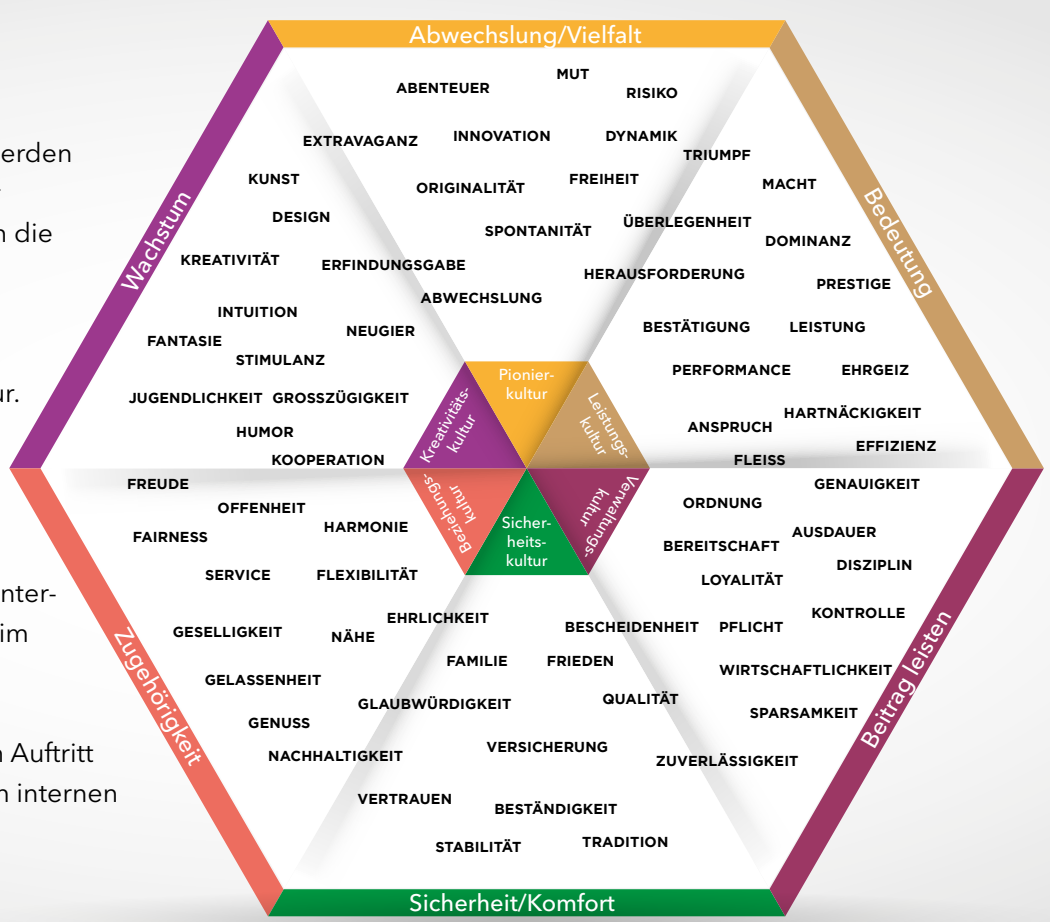 erden
n die
ur.
nter-
im
n Auftritt
n internen
Abwechslung/Vielfalt
Bedeutung
Beitrag leisten
Sicherheit/Komfort
Zugehörigkeit
Wachstum
MUT
ABENTEUER
RISIKO
EXTRAVAGANZ
INNOVATION
DYNAMIK
TRIUMPF
KUNST
ORIGINALITÄT
FREIHEIT
MACHT
DESIGN
SPONTANITÄT
ÜBERLEGENHEIT
DOMINANZ
KREATIVITÄT
ERFINDUNGSGABE
HERAUSFORDERUNG
PRESTIGE
ABWECHSLUNG
INTUITION
NEUGIER
BESTÄTIGUNG
LEISTUNG
FANTASIE
STIMULANZ
PERFORMANCE
EHRGEIZ
JUGENDLICHKEIT
GROSSZÜGIGKEIT
HARTNÄCKIGKEIT
HUMOR
ANSPRUCH
EFFIZIENZ
KOOPERATION
FLEISS
Pionier-
kultur
Leistungs-
kultur
Verwaltungs-
kultur
Sicher-
heits-
kultur
Beziehungs-
kultur
Kreativitäts-
kultur
FREUDE
GENAUIGKEIT
OFFENHEIT
ORDNUNG
HARMONIE
FAIRNESS
AUSDAUER
BEREITSCHAFT
DISZIPLIN
SERVICE
FLEXIBILITÄT
LOYALITÄT
EHRLICHKEIT
KONTROLLE
GESELLIGKEIT
NÄHE
BESCHEIDENHEIT
PFLICHT
FAMILIE
FRIEDEN
WIRTSCHAFTLICHKEIT
GELASSENHEIT
GLAUBWÜRDIGKEIT
QUALITÄT
SPARSAMKEIT
GENUSS
NACHHALTIGKEIT
VERSICHERUNG
ZUVERLÄSSIGKEIT
VERTRAUEN
BESTÄNDIGKEIT
STABILITÄT
TRADITION